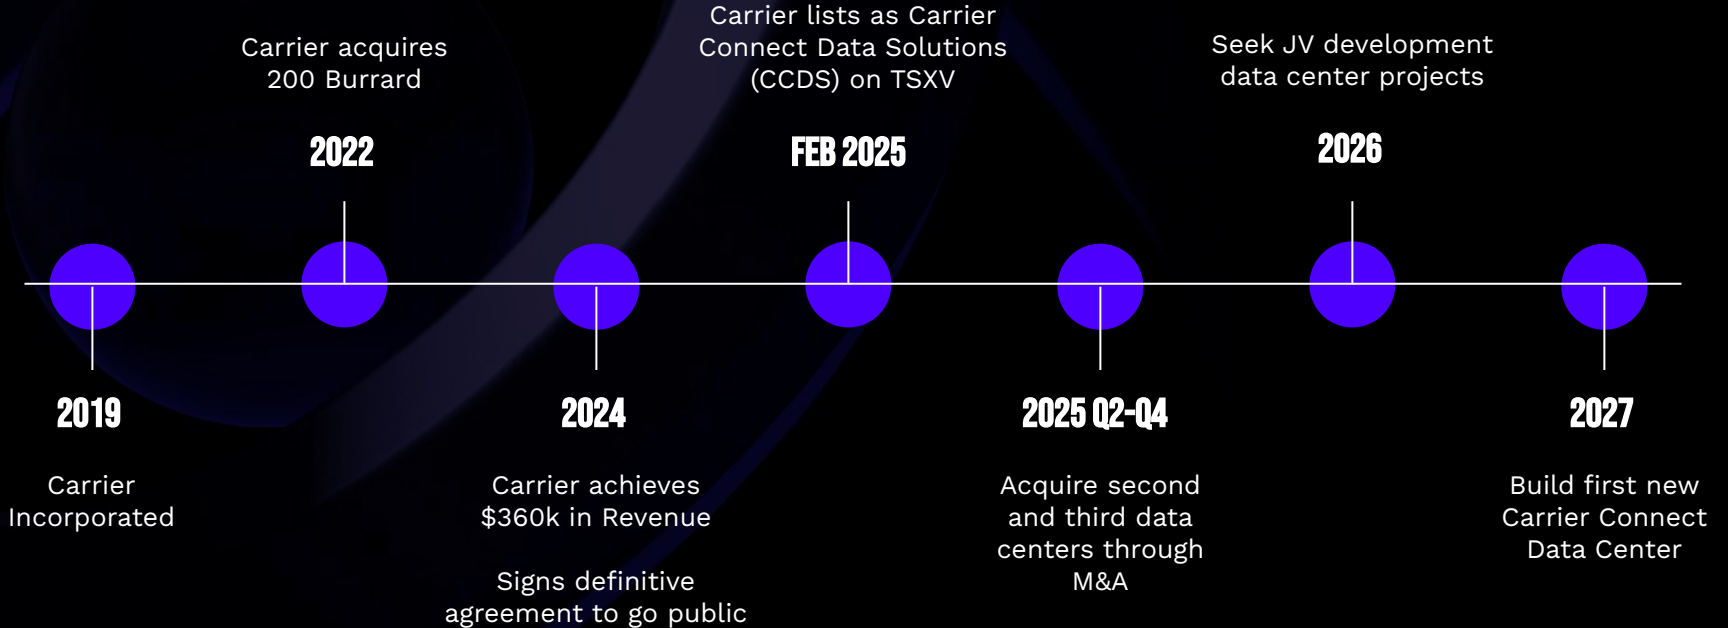 Carrier acquires
200 Burrard
2022
Carrier lists as Carrier
Connect Data Solutions
(CCDS) on TSXV
FEB 2025
Seek JV development
data center projects
2026
2019
Carrier
Incorporated
2024
Carrier achieves
$360k in Revenue
Signs definitive
agreement to go public
2025 Q2-Q4
Acquire second
and third data
centers through
M&A
2027
Build first new
Carrier Connect
Data Center